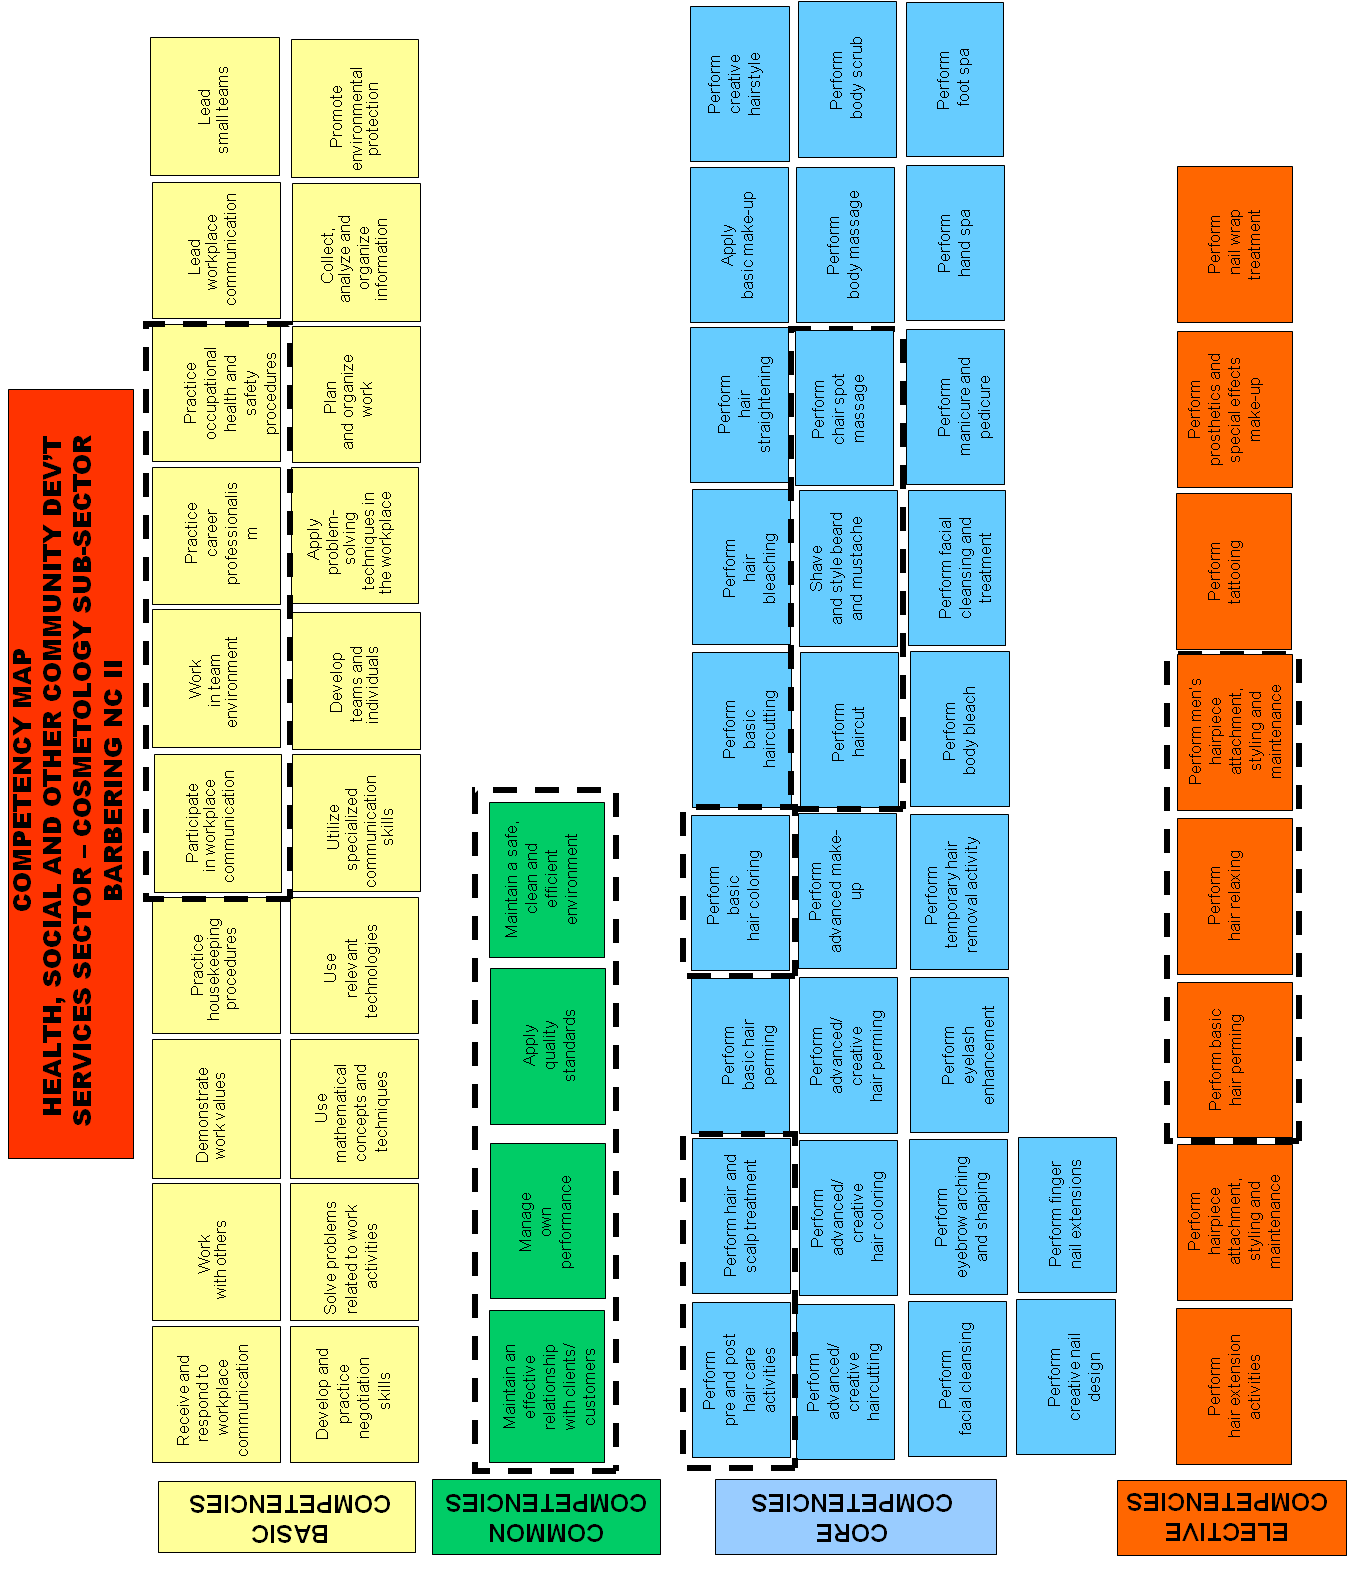 COMPETENCY MAP
HEALTH, SOCIAL AND OTHER COMMUNITY DEV'T
SERVICES SECTOR – COSMETOLOGY SUB-SECTOR
BARBERING NC II
BASIC
COMPETENCIES
Receive and
respond to
workplace
communication
Work
with others
Demonstrate
work values
Practice
housekeeping
procedures
Participate
in workplace
communication
Work
in team
environment
Practice
career
professionalis
m
Practice
occupational
health and
safety
procedures
Lead
workplace
communication
Lead
small teams
Develop and
practice
negotiation
skills
Solve problems
related to work
activities
Use
mathematical
concepts and
techniques
Use
relevant
technologies
Utilize
specialized
communication
skills
Develop
teams and
individuals
Apply
problem-
solving
techniques in
the workplace
Plan
and organize
work
Collect,
analyze and
organize
information
Promote
environmental
protection
COMMON
COMPETENCIES
Maintain an
effective
relationship
with clients/
customers
Manage
own
performance
Apply
quality
standards
Maintain a safe,
clean and
efficient
environment
CORE
COMPETENCIES
Perform
pre and post
hair care
activities
Perform hair and
scalp treatment
Perform
basic hair
perming
Perform
basic
hair coloring
Perform
basic
haircutting
Perform
hair
bleaching
Perform
hair
straightening
Apply
basic make-up
Perform
creative
hairstyle
Perform
advanced/
creative
haircutting
Perform
advanced/
creative
hair coloring
Perform
advanced/
creative
hair perming
Perform
advanced make-
up
Perform
haircut
Shave
and style beard
and mustache
Perform
chair spot
massage
Perform
body massage
Perform
body scrub
Perform
facial cleansing
Perform
eyebrow arching
and shaping
Perform
eyelash
enhancement
Perform
temporary hair
removal activity
Perform
body bleach
Perform facial
cleansing and
treatment
Perform
manicure and
pedicure
Perform
hand spa
Perform
foot spa
Perform
creative nail
design
Perform finger
nail extensions
ELECTIVE
COMPETENCIES
Perform
hair extension
activities
Perform
hairpiece
attachment,
styling and
maintenance
Perform basic
hair perming
Perform
hair relaxing
Perform men's
hairpiece
attachment,
styling and
maintenance
Perform
tattooing
Perform
prosthetics and
special effects
make-up
Perform
nail wrap
treatment